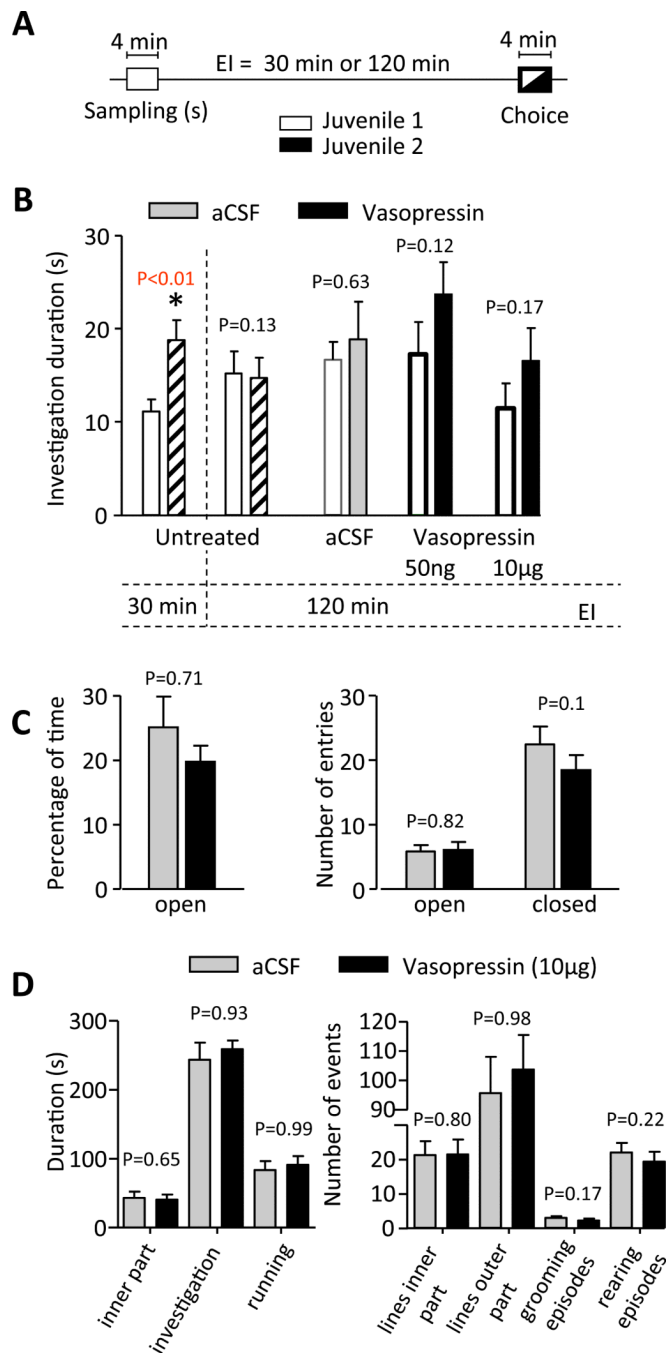 A
4 min
4 min
EI = 30 min or 120 min
Sampling (s)
Choice
Juvenile 1
Juvenile 2
B
aCSF
Vasopressin
Investigation duration (s)
30
20
10
0
P<0.01
*
P=0.13
P=0.63
P=0.12
P=0.17
Untreated
aCSF
Vasopressin
50ng
10µg
30 min
120 min
EI
C
Percentage of time
30
20
10
0
P=0.71
open
Number of entries
30
20
10
0
P=0.82
P=0.1
open
closed
aCSF
Vasopressin (10µg)
D
Duration (s)
300
200
100
0
P=0.65
P=0.93
P=0.99
inner part
investigation
running
Number of events
120
110
100
90
20
10
0
P=0.80
P=0.98
P=0.17
P=0.22
lines inner
part
lines outer
part
grooming
episodes
rearing
episodes